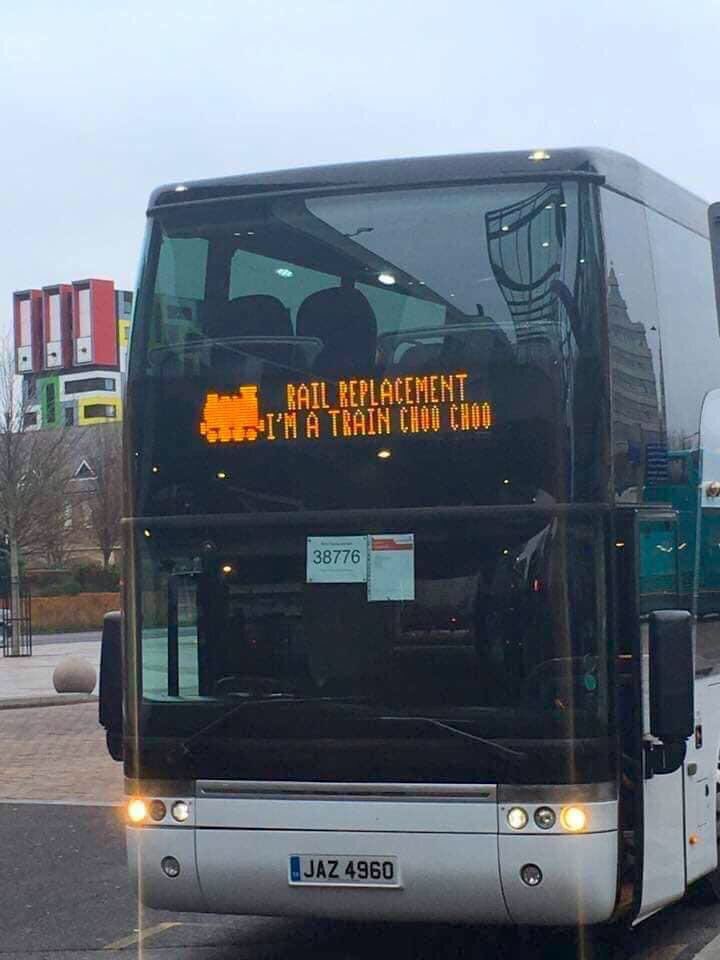 RAIL REPLACEMENT
I'M A TRAIN CHOO CHOO
38776
JAZ 4960